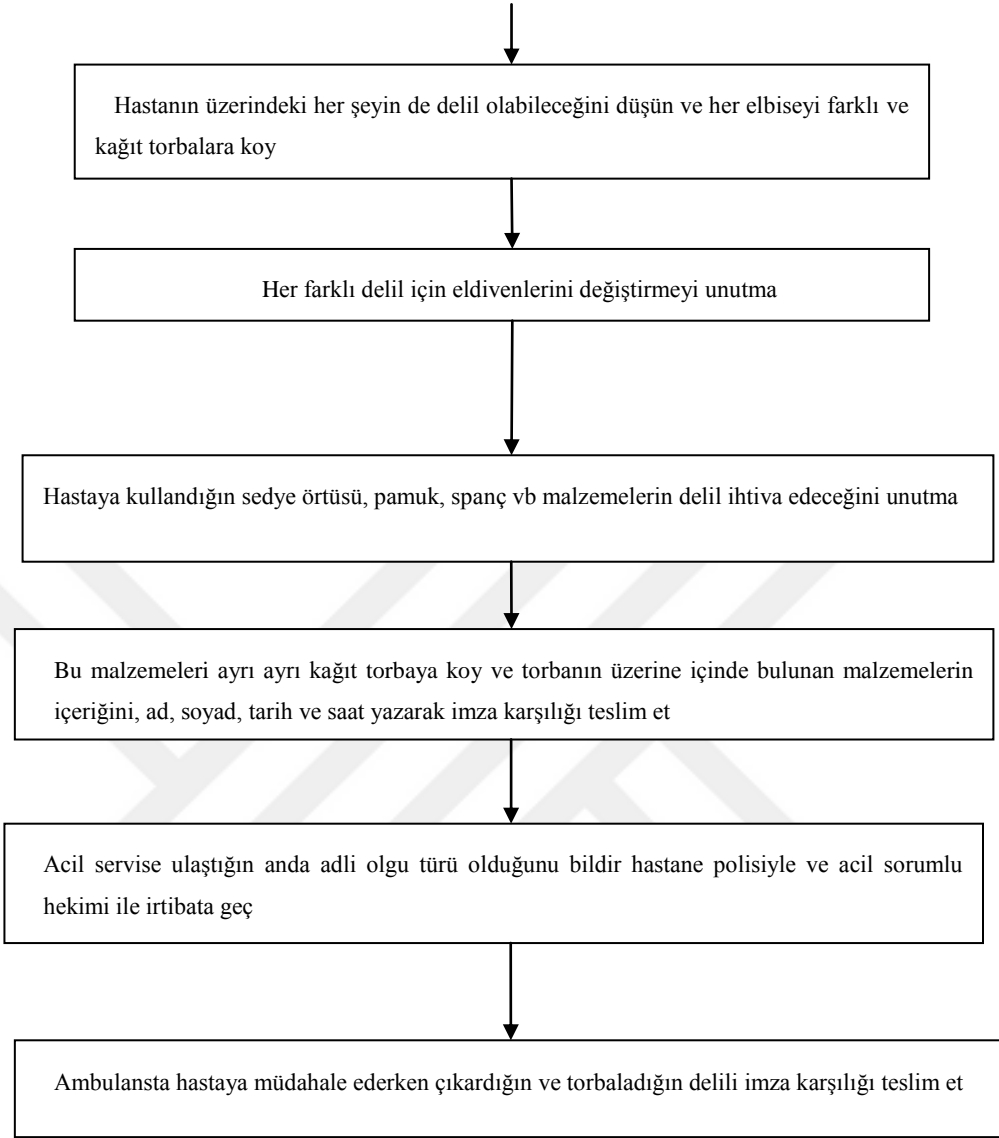 Hastanın üzerindeki her şeyin de delil olabileceğini düşün ve her elbiseyi farklı ve
kağıt torbalara koy
Her farklı delil için eldivenlerini değiştirmeyi unutma
Hastaya kullandığın sedye örtüsü, pamuk, spanç vb malzemelerin delil ihtiva edeceğini unutma
Bu malzemeleri ayrı ayrı kağıt torbaya koy ve torbanın üzerine içinde bulunan malzemelerin
içeriğini, ad, soyad, tarih ve saat yazarak imza karşılığı teslim et
Acil servise ulaştığın anda adli olgu türü olduğunu bildir hastane polisiyle ve acil sorumlu
hekimi ile irtibata geç
Ambulansta hastaya müdahale ederken çıkardığın ve torbaladığın delili imza karşılığı teslim et